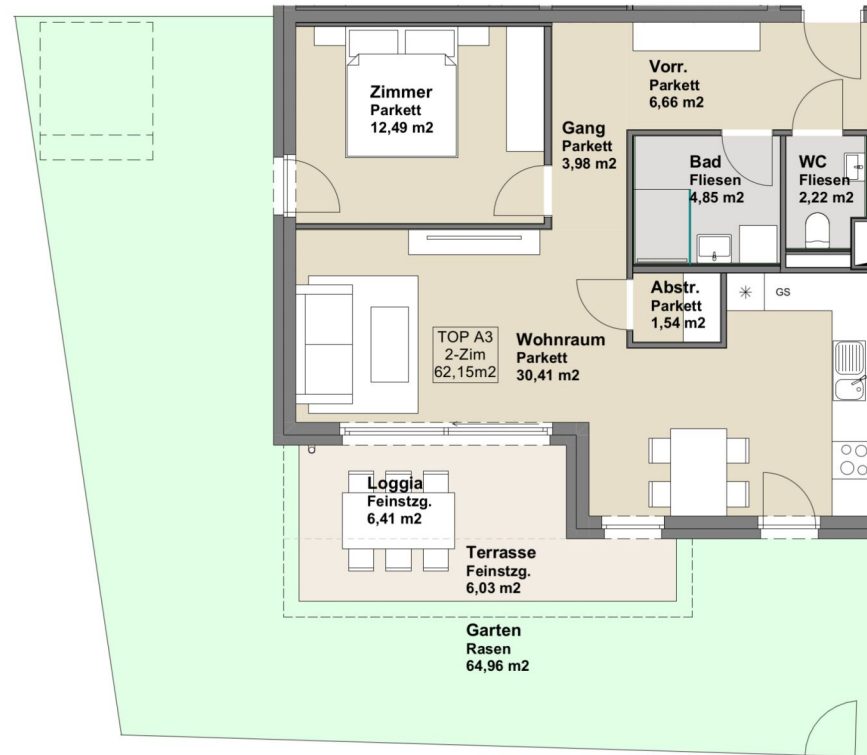 Zimmer
Parkett
12,49 m2
Vorr.
Parkett
6,66 m2
Gang
Parkett
3,98 m2
Bad
Fliesen
4,85 m2
WC
Fliesen
2,22 m2
Abstr.
Parkett
1,54 m2
GS
TOP A3
2-Zim
62,15m2
Wohnraum
Parkett
30,41 m2
Loggia
Feinstzg.
6,41 m2
Terrasse
Feinstzg.
6,03 m2
Garten
Rasen
64,96 m2